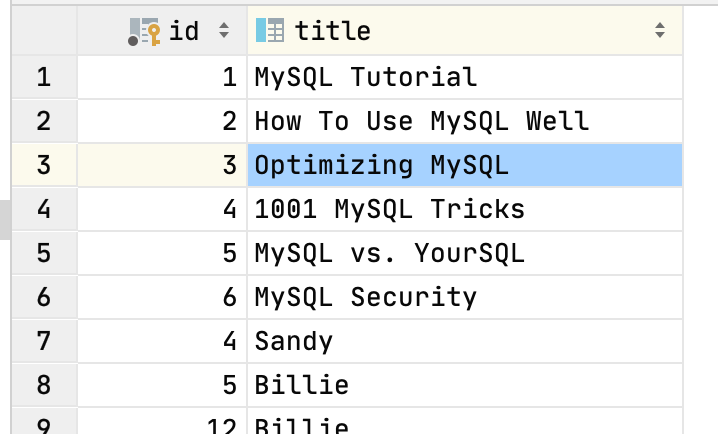 id title
1 1 MySQL Tutorial
2 2 How To Use MySQL Well
3 3 Optimizing MySQL
4 4 1001 MySQL Tricks
5 5 MySQL vs. YourSQL
6 6 MySQL Security
7 4 Sandy
8 5 Billie
9 12 Billie